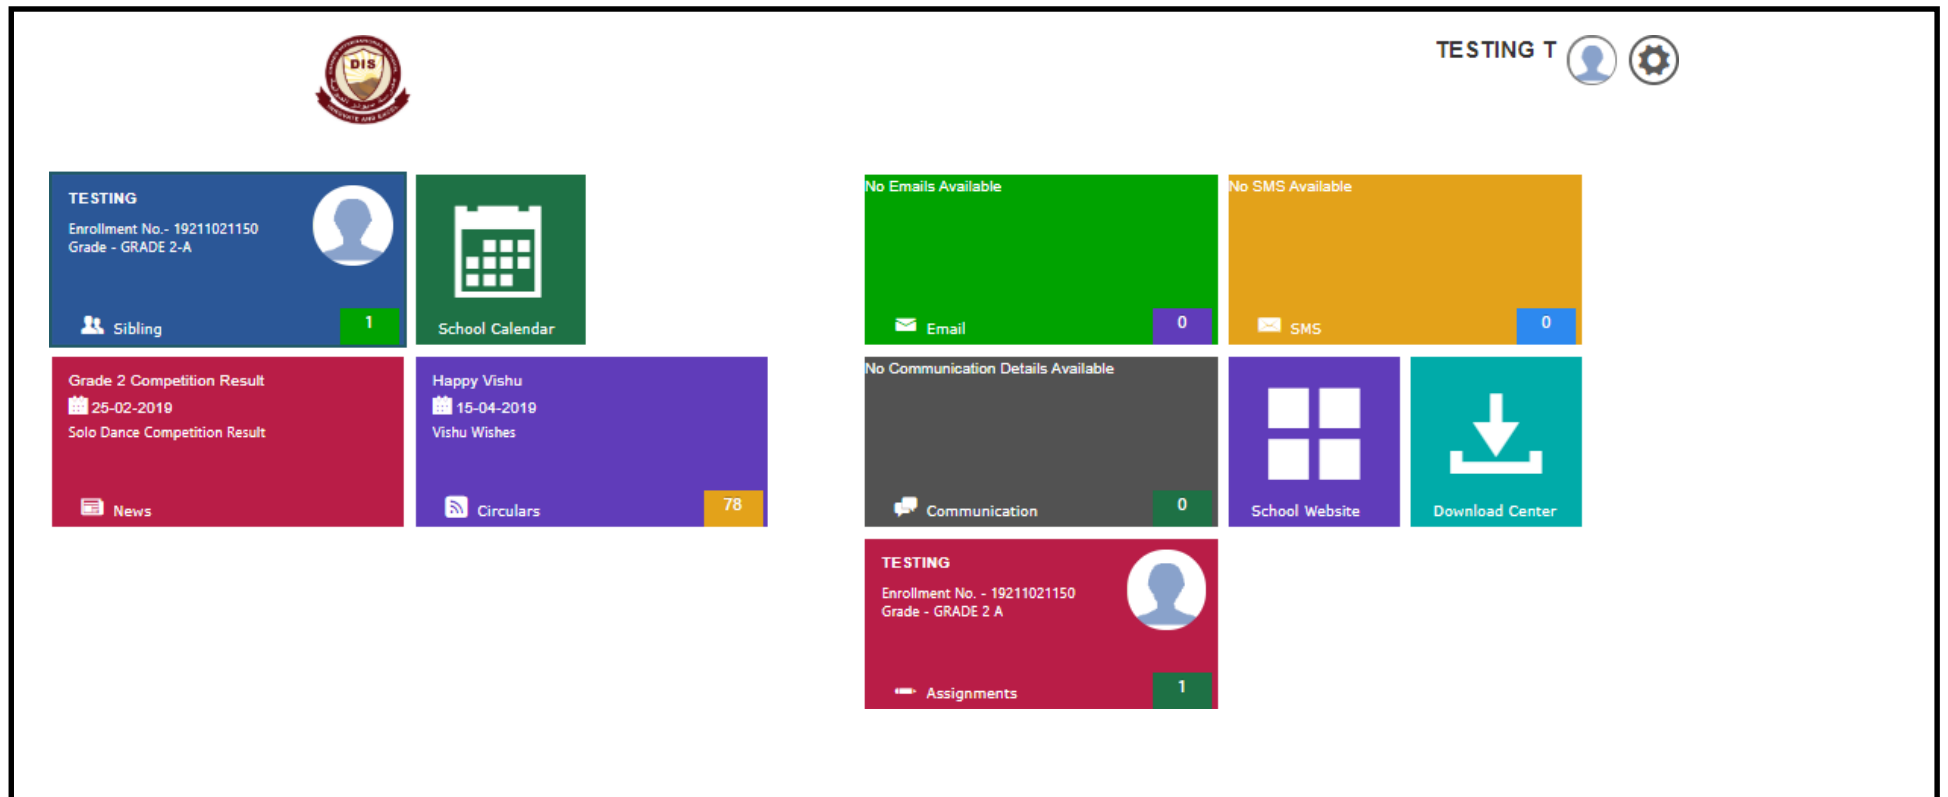 DIS
TESTING T
TESTING
Enrollment No.- 19211021150
Grade - GRADE 2-A
Sibling
1
School Calendar
No Emails Available
Email
0
No SMS Available
SMS
0
Grade 2 Competition Result
25-02-2019
Solo Dance Competition Result
News
Happy Vishu
15-04-2019
Vishu Wishes
Circulars
78
No Communication Details Available
Communication
0
School Website
Download Center
TESTING
Enrollment No. - 19211021150
Grade - GRADE 2 A
Assignments
1